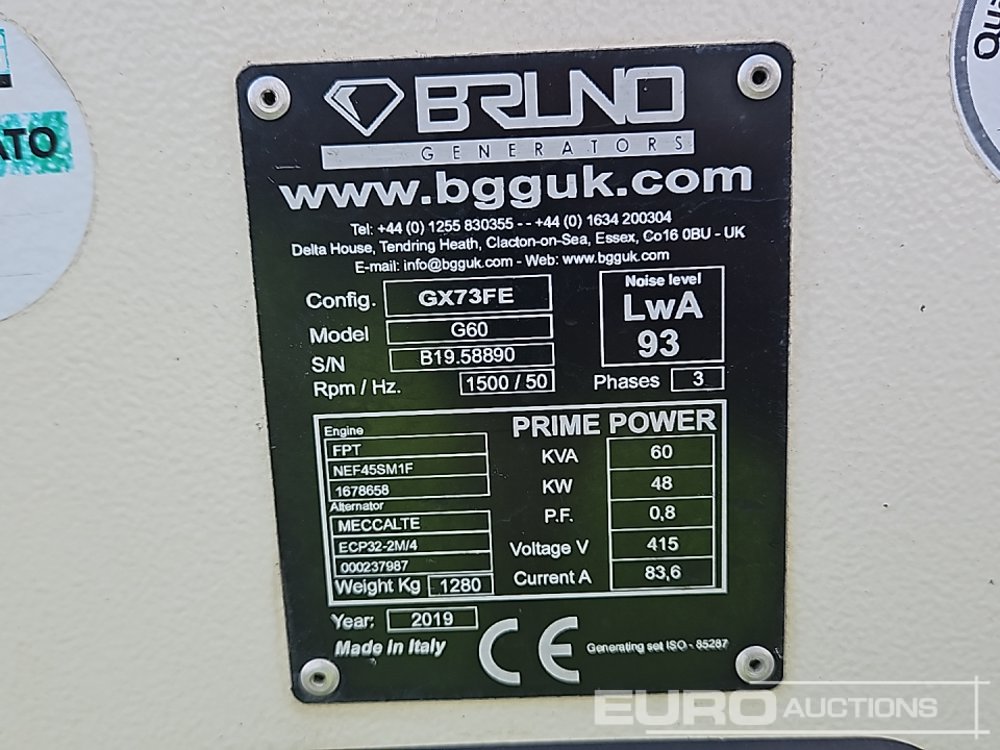 ATO
Qua
BRUNO
GENERATORS
www.bgguk.com
Tel: +44 (0) 1255 830355 - - +44 (0) 1634 200304
Delta House, Tendring Heath, Clacton-on-Sea, Essex, Co16 0BU - UK
E-mail: info@bgguk.com - Web: www.bgguk.com
Config. GX73FE
Model G60
S/N B19.58890
Rpm / Hz. 1500 / 50
Noise level
LwA
93
Phases 3
Engine
FPT
NEF45SM1F
1678658
Alternator
MECCALTE
ECP32-2M/4
000237987
Weight Kg 1280
PRIME POWER
KVA 60
KW 48
P.F. 0,8
Voltage V 415
Current A 83,6
Year: 2019
Made in Italy
CE
Generating set ISO - 85287
EURO AUCTIONS